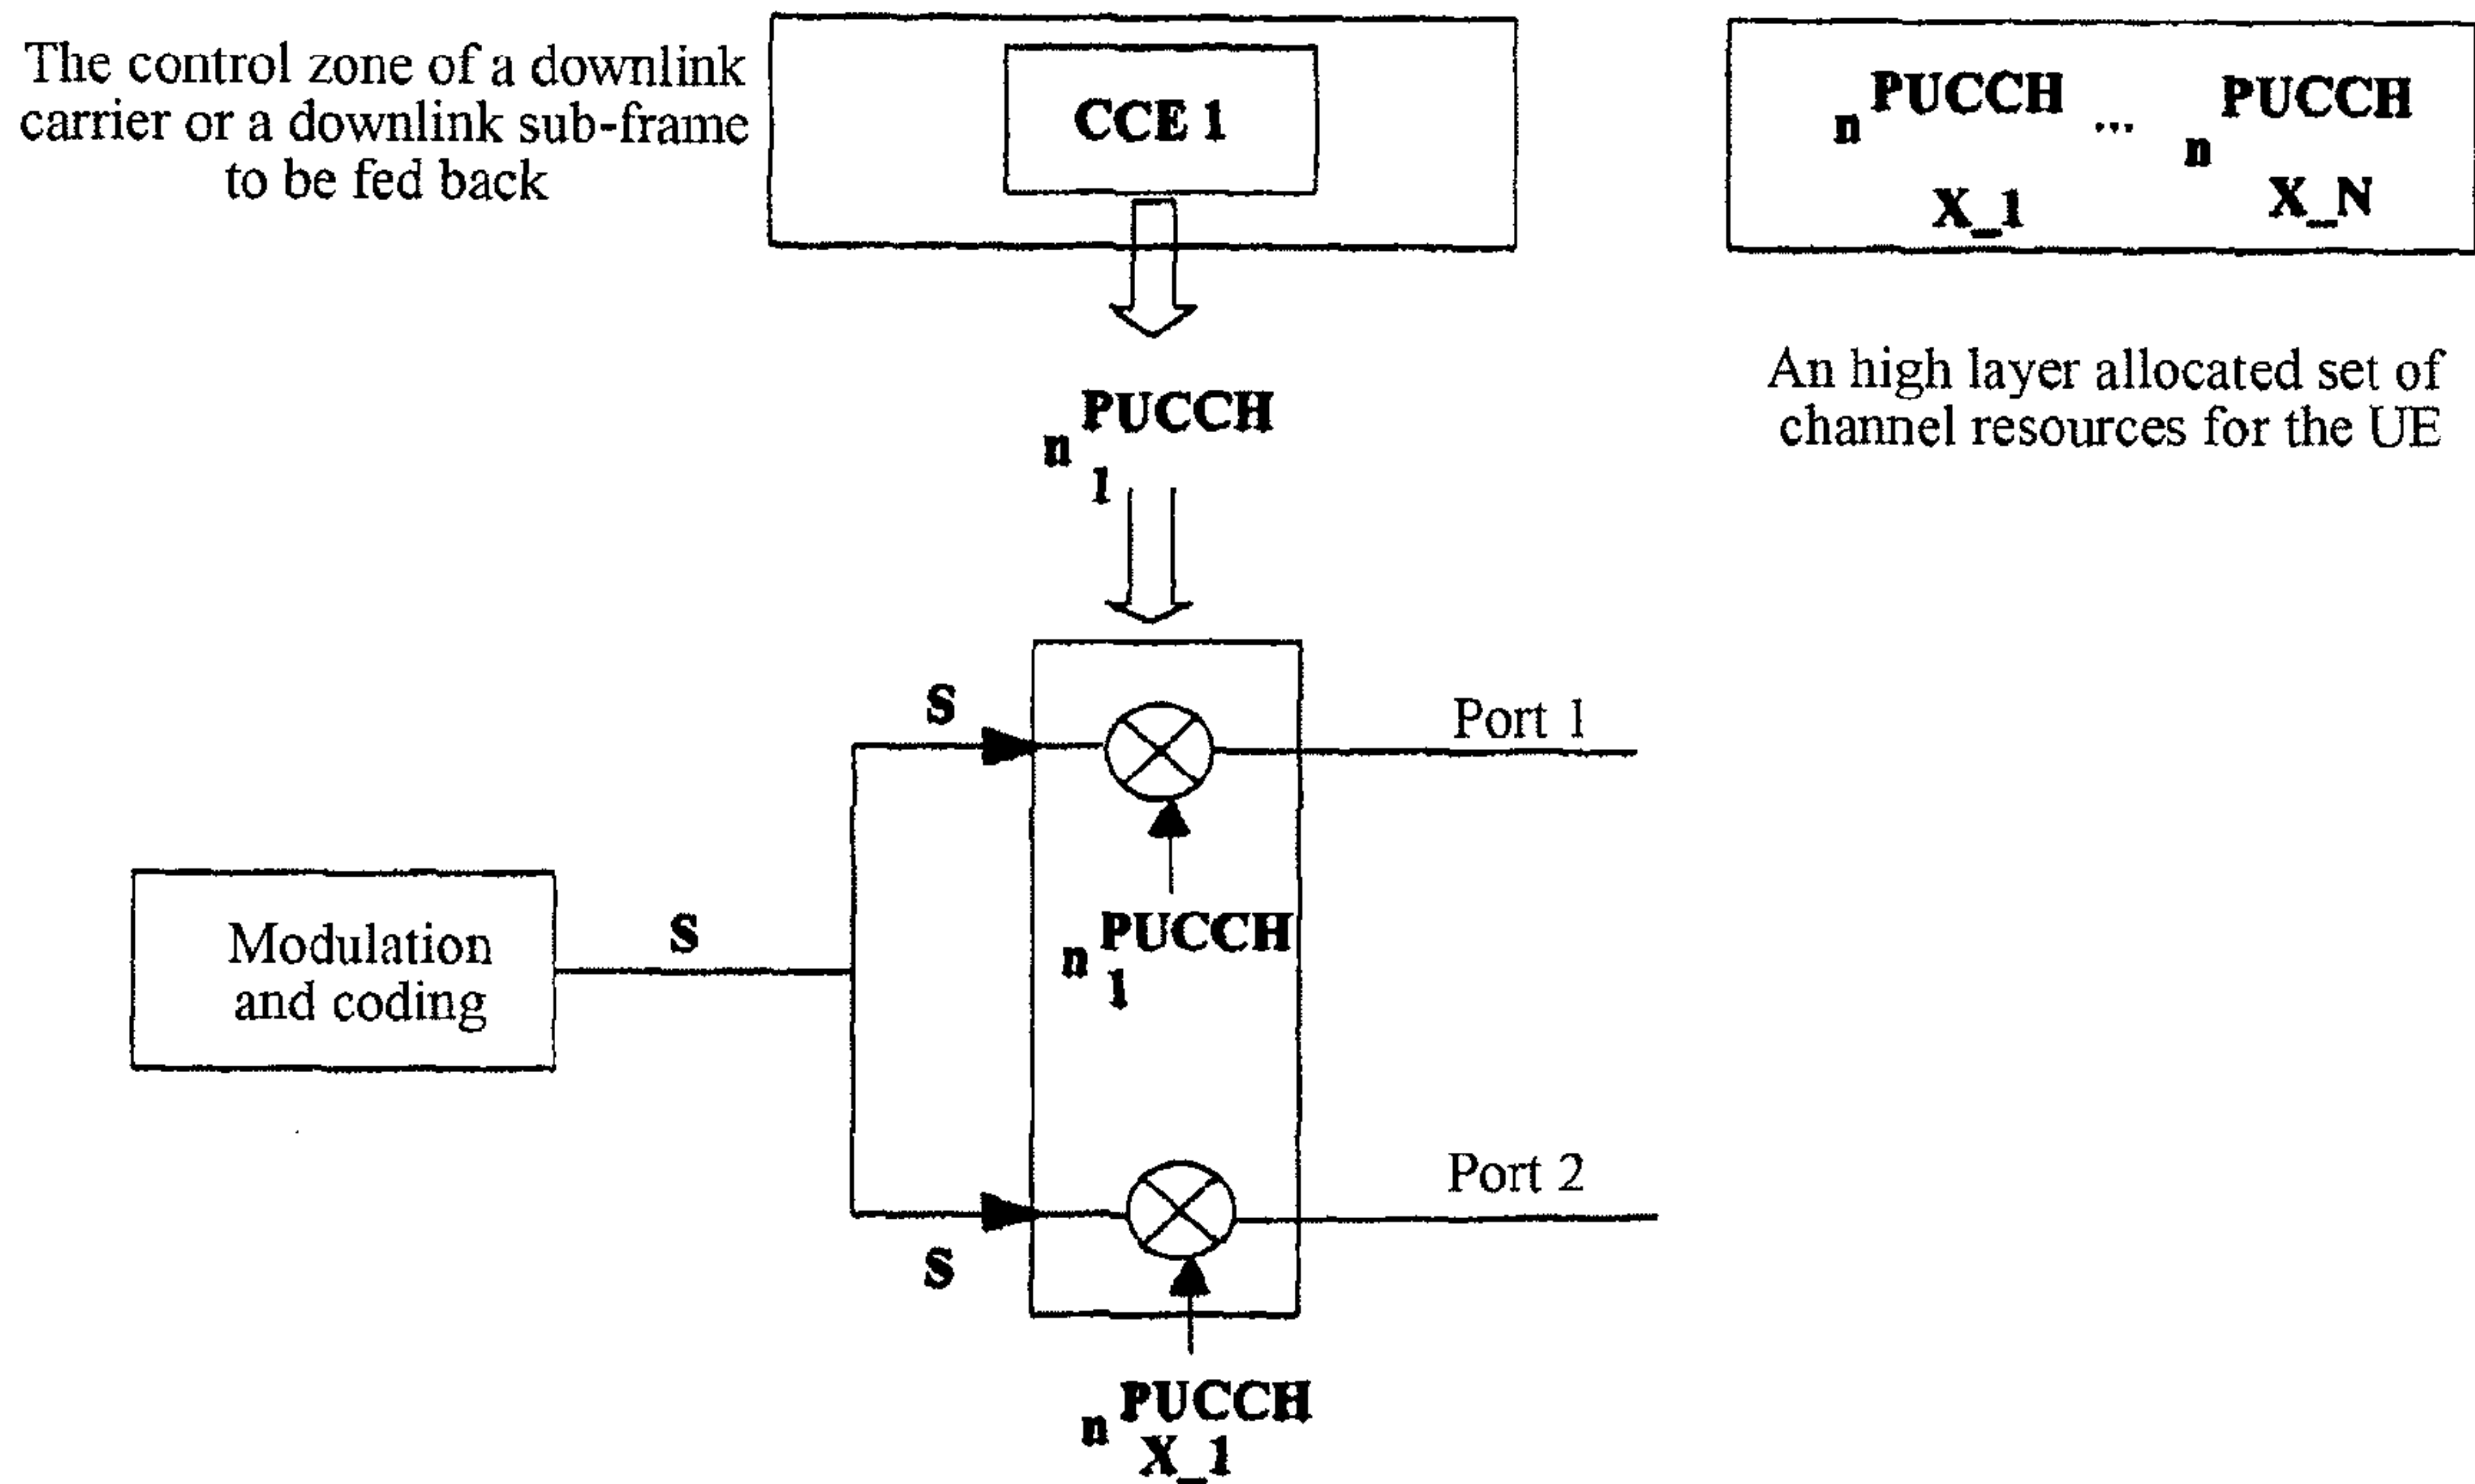 The control zone of a downlink
carrier or a downlink sub-frame
to be fed back
CCE 1
n PUCCH X_1 ... n PUCCH X_N
An high layer allocated set of
channel resources for the UE
n PUCCH 1
S
Port 1
Modulation
and coding
S
n PUCCH 1
Port 2
S
n PUCCH X_1